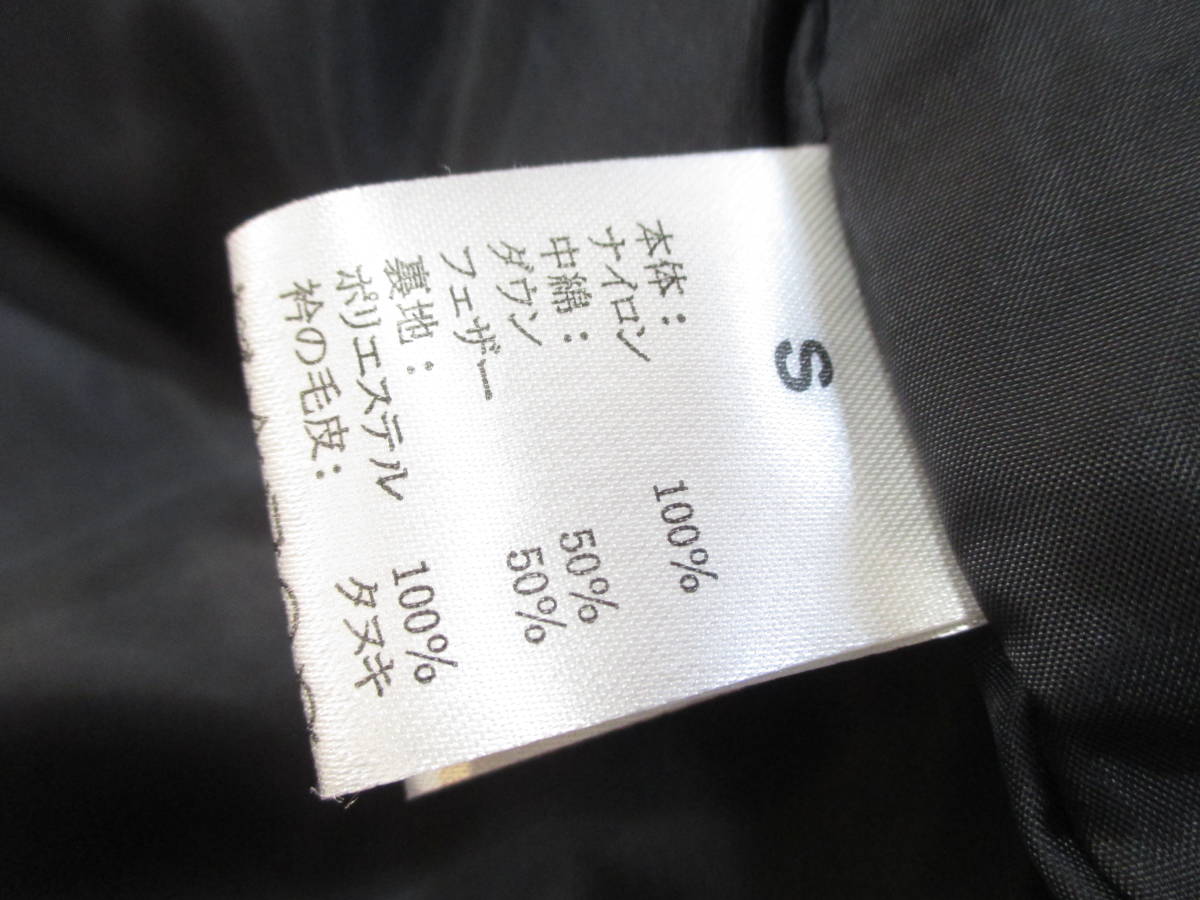 S
本体：
ナイロン 100%
中綿：
ダウン 50%
フェザー 50%
裏地：
ポリエステル 100%
衿の毛皮： タヌキ